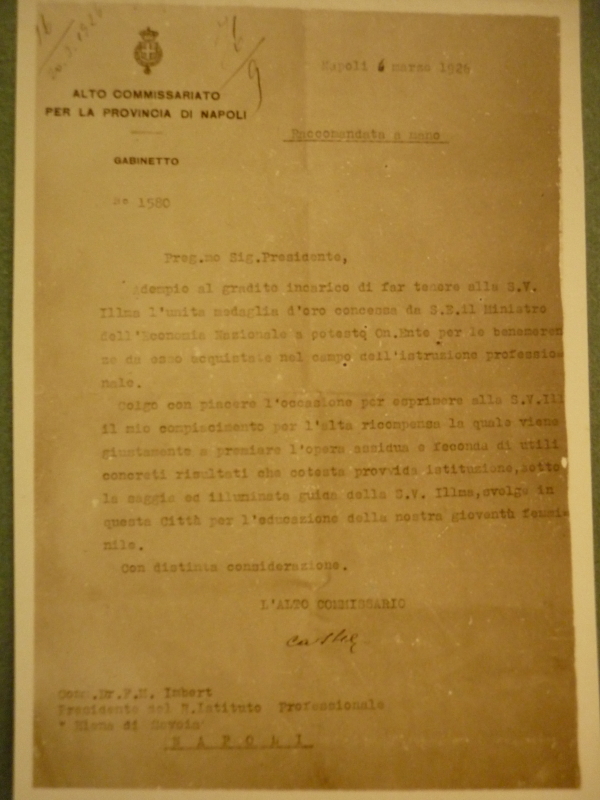 16
ALTO COMMISSARIATO
PER LA PROVINCIA DI NAPOLI
GABINETTO
Napoli 6 marzo 1926
Raccomandata a mano
N° 1580
Preg.mo Sig.Presidente,
Adempio al gradito incarico di far tenere alla S.V.
Illma l'unita medaglia d'oro concessa da S.E.il Ministro
dell'Economia Nazionale a cotesto On.Ente per le benemeren
ze da esso acquistate nel campo dell'istruzione professio-
nale.
Colgo con piacere l'occasione per esprimere alla S.V.Ill
il mio compiacimento per l'alta ricompensa la quale viene
giustamente a premiare l'opera assidua e feconda di utili
concreti risultati che cotesta provvida istituzione,sotto
la saggia ed illuminata guida della S.V. Illma,svolge in
questa Città per l'educazione della nostra gioventù femmi-
nile.
Con distinta considerazione.
L'ALTO COMMISSARIO
Comm.Dr.F.M. Imbert
Presidente del R.Istituto Professionale
" Elena di Savoia"
N A P O L I